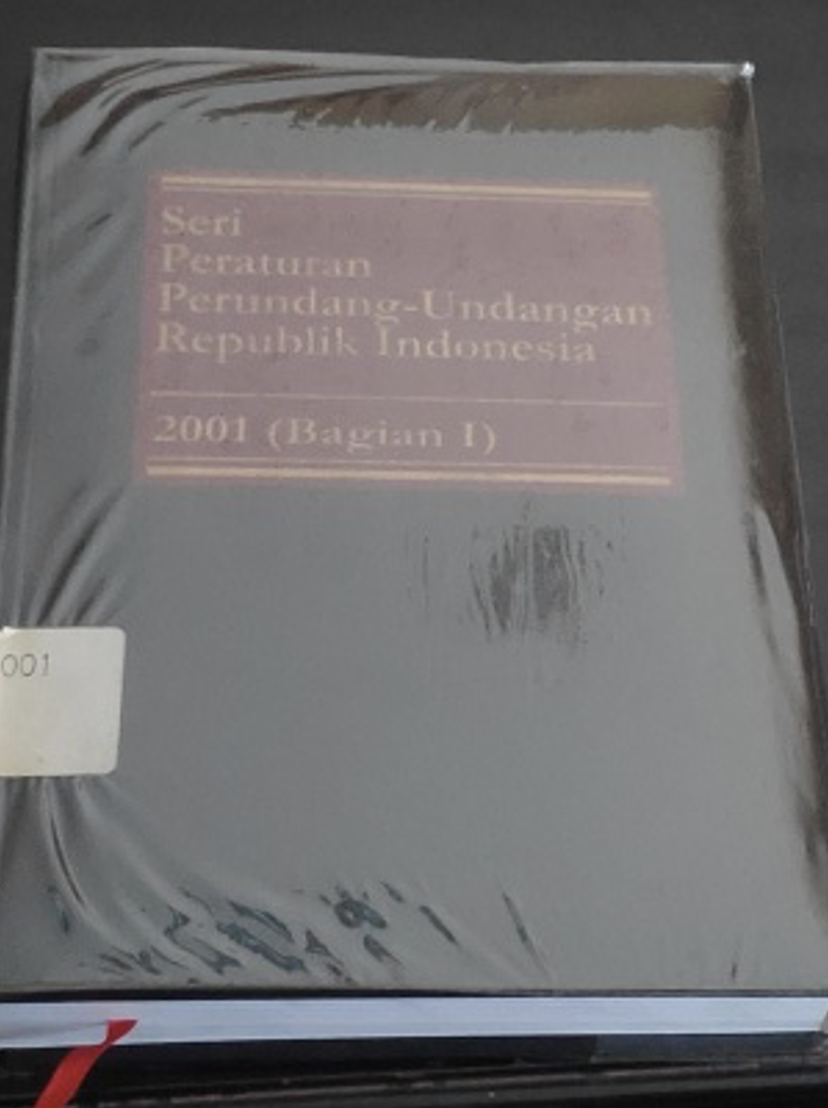 Seri
Peraturan
Perundang-Undangan
Republik Indonesia
2001 (Bagian I)
001